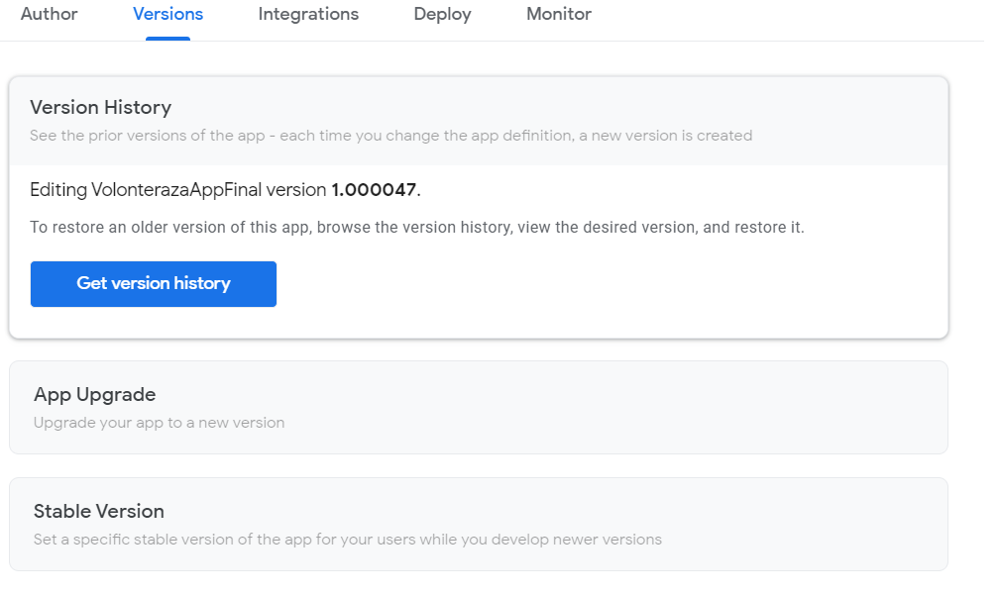 Author Versions Integrations Deploy Monitor
Version History
See the prior versions of the app - each time you change the app definition, a new version is created
Editing VolonterazaAppFinal version 1.000047.
To restore an older version of this app, browse the version history, view the desired version, and restore it.
Get version history
App Upgrade
Upgrade your app to a new version
Stable Version
Set a specific stable version of the app for your users while you develop newer versions